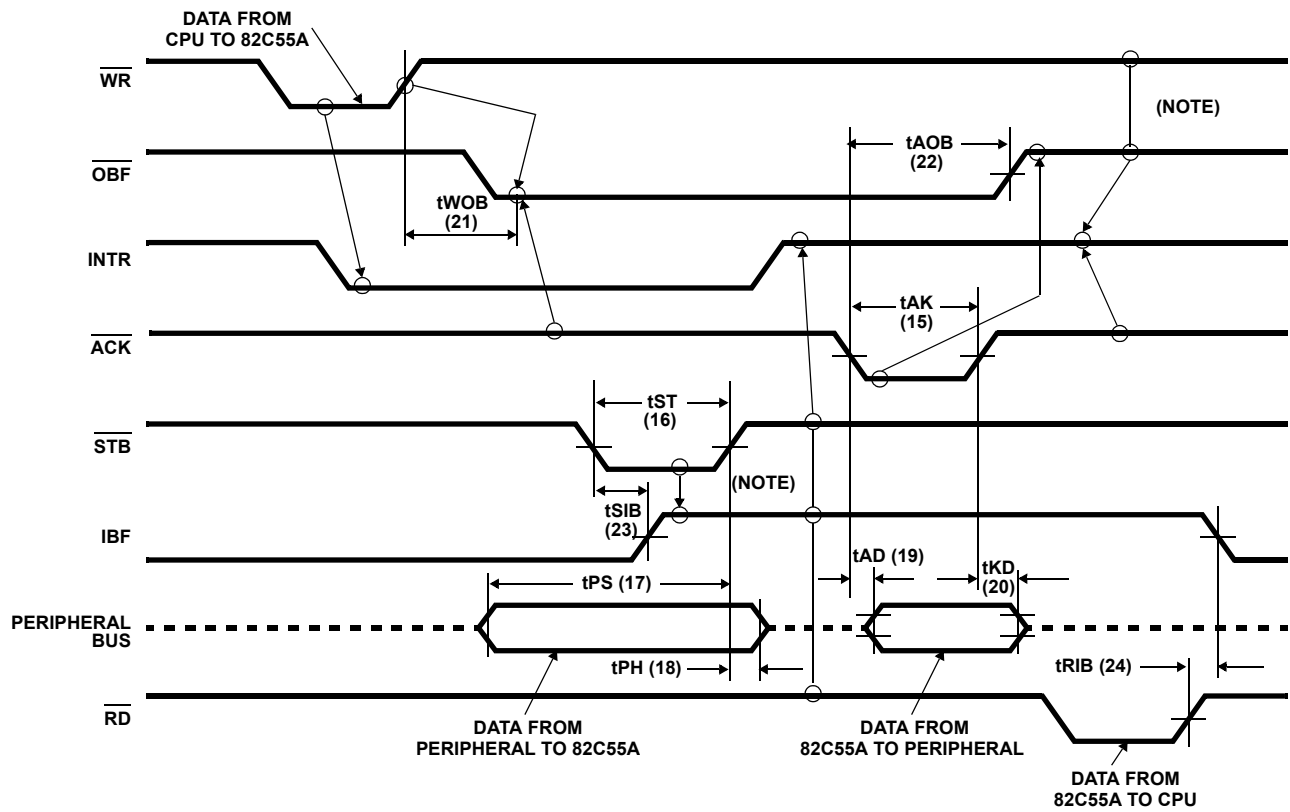 DATA FROM
CPU TO 82C55A
WR
(NOTE)
tAOB
(22)
OBF
tWOB
(21)
INTR
tAK
(15)
ACK
tST
(16)
STB
(NOTE)
tSIB
(23)
IBF
tAD (19)
tKD
(20)
tPS (17)
PERIPHERAL
BUS
tPH (18)
tRIB (24)
RD
DATA FROM
PERIPHERAL TO 82C55A
DATA FROM
82C55A TO PERIPHERAL
DATA FROM
82C55A TO CPU